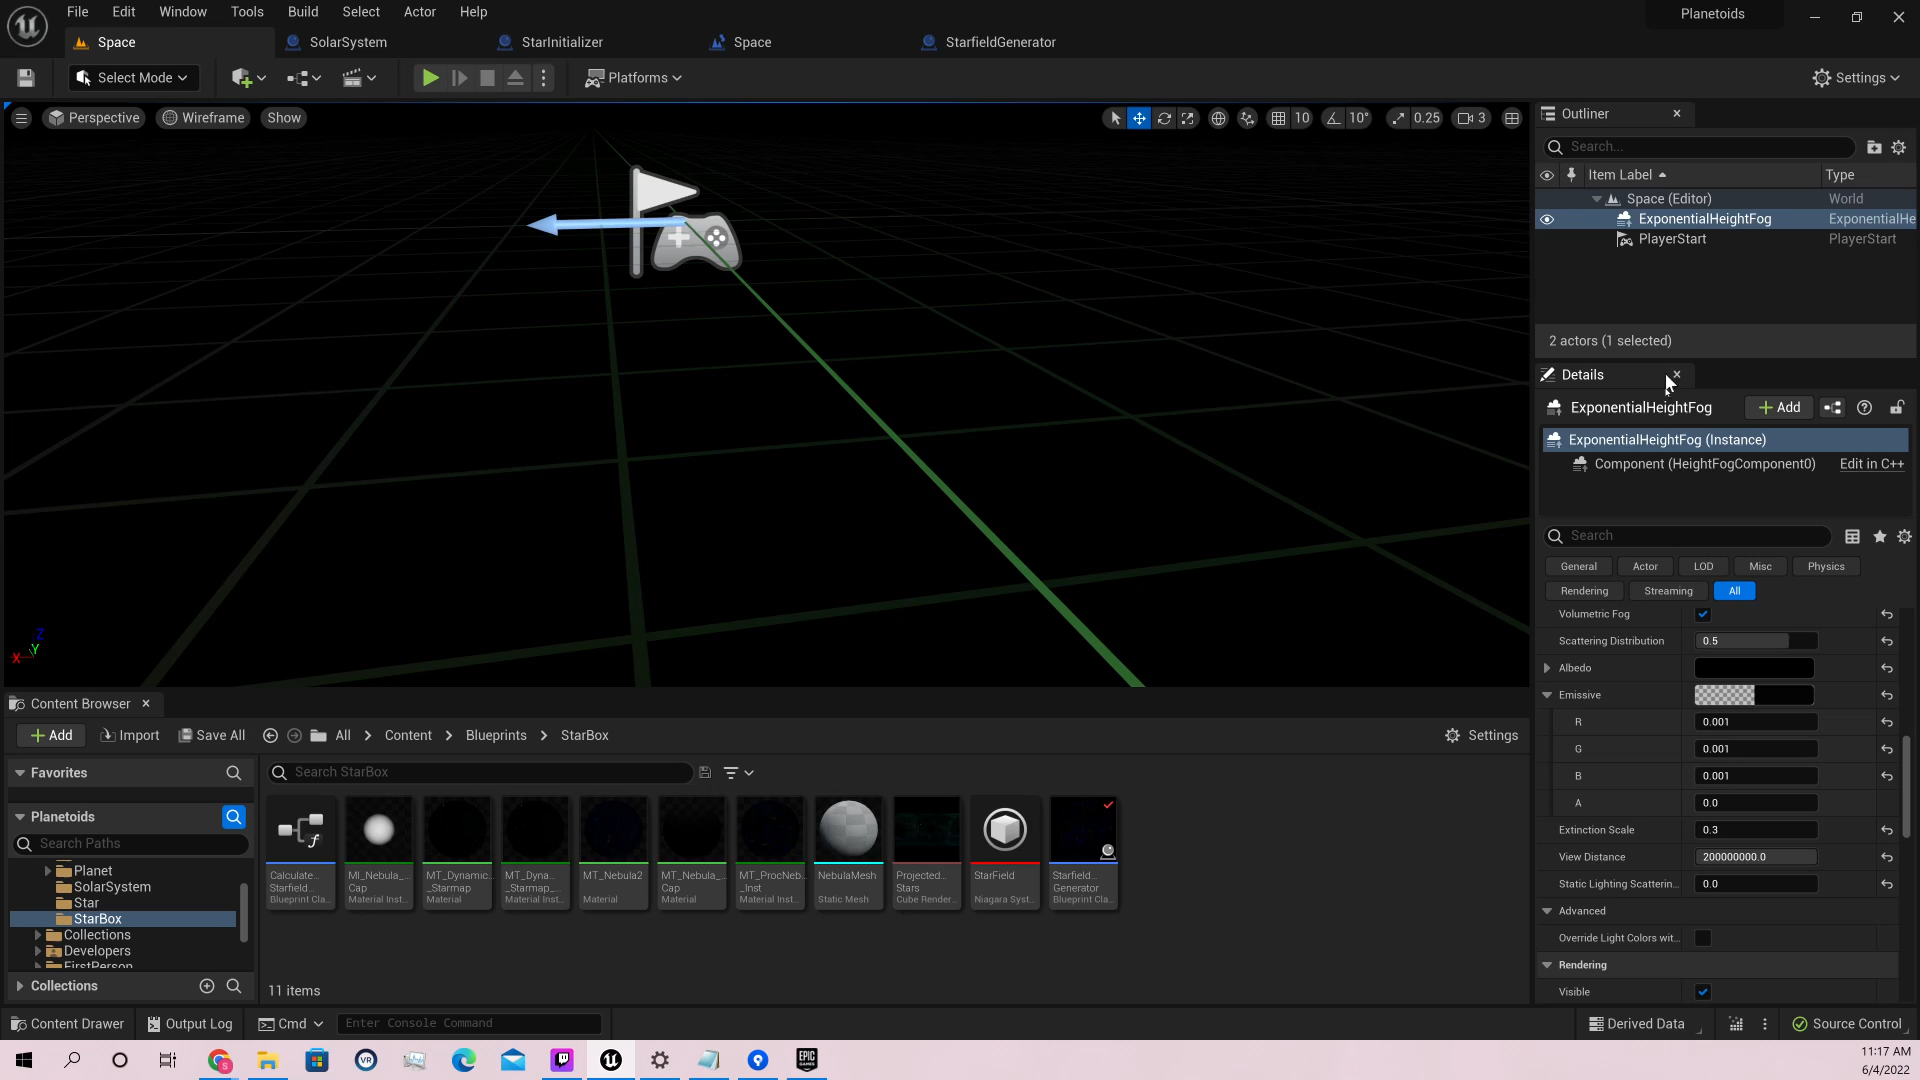 File Edit Window Tools Build Select Actor Help
Planetoids
Space SolarSystem StarInitializer Space StarfieldGenerator
Select Mode Platforms Settings
Perspective Wireframe Show
10 10° 0.25 3
Outliner
Search...
Item Label Type
Space (Editor) World
ExponentialHeightFog ExponentialHe
PlayerStart PlayerStart
2 actors (1 selected)
Details
ExponentialHeightFog + Add
ExponentialHeightFog (Instance)
Component (HeightFogComponent0) Edit in C++
Search
General Actor LOD Misc Physics
Rendering Streaming All
Volumetric Fog
Scattering Distribution 0.5
Albedo
Emissive
R 0.001
G 0.001
B 0.001
A 0.0
Extinction Scale 0.3
View Distance 200000000.0
Static Lighting Scatterin... 0.0
Advanced
Override Light Colors wit...
Rendering
Visible
Z
Y
X
Content Browser
+ Add Import Save All All > Content > Blueprints > StarBox Settings
Favorites
Planetoids
Search Paths
Planet
SolarSystem
Star
StarBox
Collections
Developers
FirstPerson
Collections
Search StarBox
Calculate... Starfield... Blueprint Cla...
MI_Nebula_... Cap Material Inst...
MT_Dynamic... _Starmap Material
MT_Dyna... _Starmap_... Material Inst...
MT_Nebula2 Material
MT_Nebula_... Cap Material
MT_ProcNeb... _Inst Material Inst...
NebulaMesh Static Mesh
Projected... Stars Cube Render...
StarField Niagara Syst...
Starfield... Generator Blueprint Cla...
11 items
Content Drawer Output Log Cmd Enter Console Command Derived Data Source Control
VR
EPIC GAMES
11:17 AM
6/4/2022